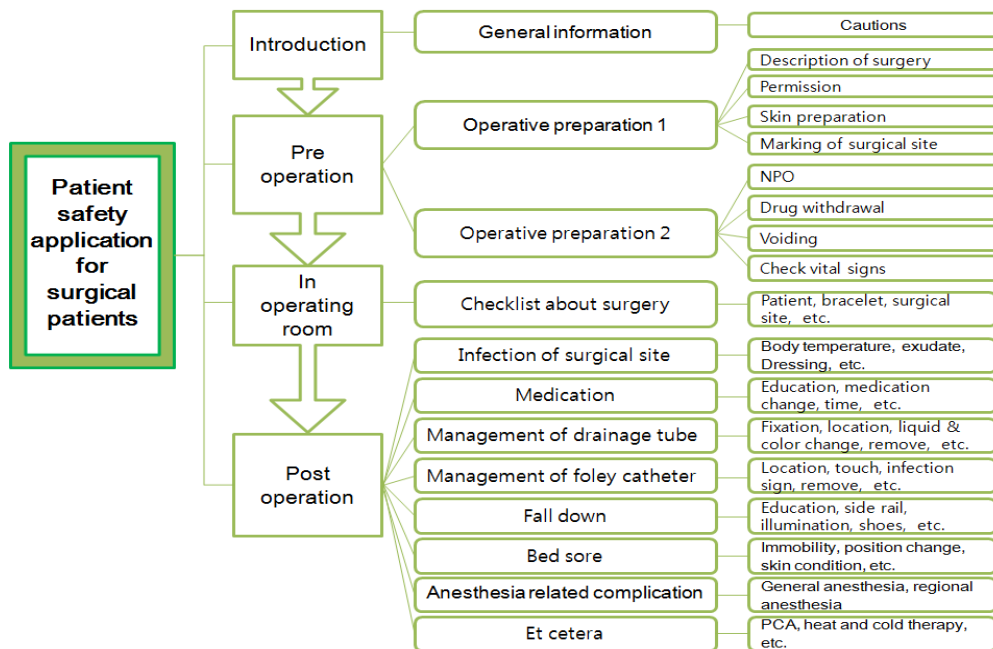 Patient
safety
application
for
surgical
patients
Introduction
General information
Cautions
Pre
operation
Operative preparation 1
Description of surgery
Permission
Skin preparation
Marking of surgical site
Operative preparation 2
NPO
Drug withdrawal
Voiding
Check vital signs
In
operating
room
Checklist about surgery
Patient, bracelet, surgical
site, etc.
Post
operation
Infection of surgical site
Body temperature, exudate,
Dressing, etc.
Medication
Education, medication
change, time, etc.
Management of drainage tube
Fixation, location, liquid &
color change, remove, etc.
Management of foley catheter
Location, touch, infection
sign, remove, etc.
Fall down
Education, side rail,
illumination, shoes, etc.
Bed sore
Immobility, position change,
skin condition, etc.
Anesthesia related complication
General anesthesia, regional
anesthesia
Et cetera
PCA, heat and cold therapy,
etc.